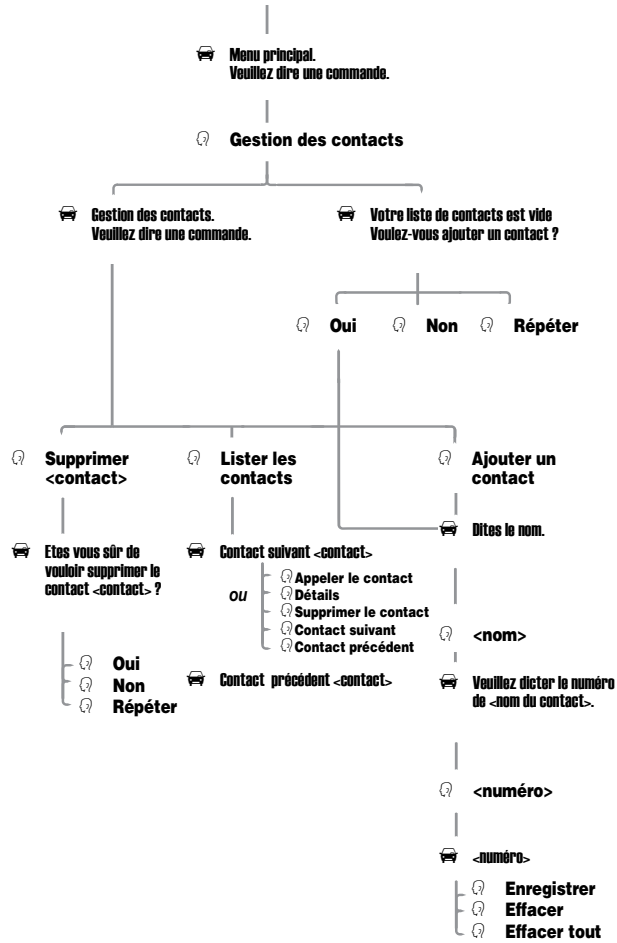 Menu principal.
Veuillez dire une commande.
Gestion des contacts
Gestion des contacts.
Veuillez dire une commande.
Votre liste de contacts est vide
Voulez-vous ajouter un contact ?
Oui
Non
Répéter
Supprimer
<contact>
Lister les
contacts
Ajouter un
contact
Dites le nom.
Etes vous sûr de
vouloir supprimer le
contact <contact> ?
Oui
Non
Répéter
Contact suivant <contact>
ou
Appeler le contact
Détails
Supprimer le contact
Contact suivant
Contact précédent
Contact précédent <contact>
<nom>
Veuillez dicter le numéro
de <nom du contact>.
<numéro>
<numéro>
Enregistrer
Effacer
Effacer tout